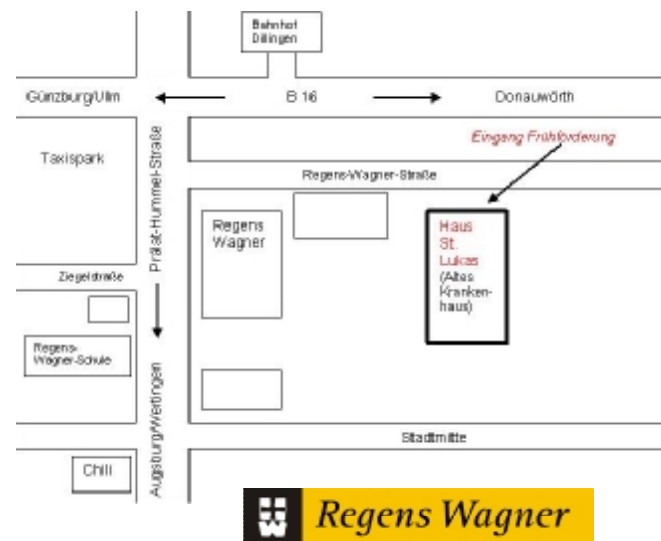 Bahnhof
Dillingen
Günzburg/Ulm
B 16
Donauwörth
Eingang Frühförderung
Taxispark
Prälat-Hummel-Straße
Regens-Wagner-Straße
Regens
Wagner
Haus
St.
Lukas
(Altes
Kranken-
haus)
Ziegelstraße
Regens-
Wagner-Schule
Augsburg/Wertingen
Stadtmitte
Chili
Regens Wagner